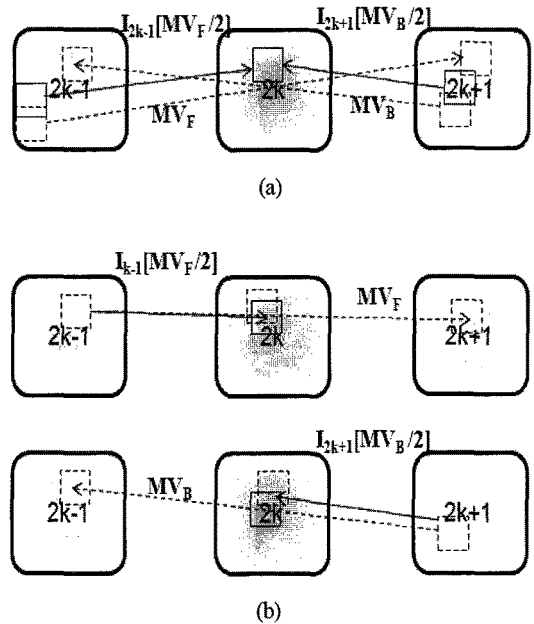 I2k-1[MVF/2] I2k+1[MVB/2]
2k-1 2k 2k+1
MVF MVB
(a)
Ik-1[MVF/2]
MVF
2k-1 2k 2k+1
I2k+1[MVB/2]
MVB
2k-1 2k 2k+1
(b)